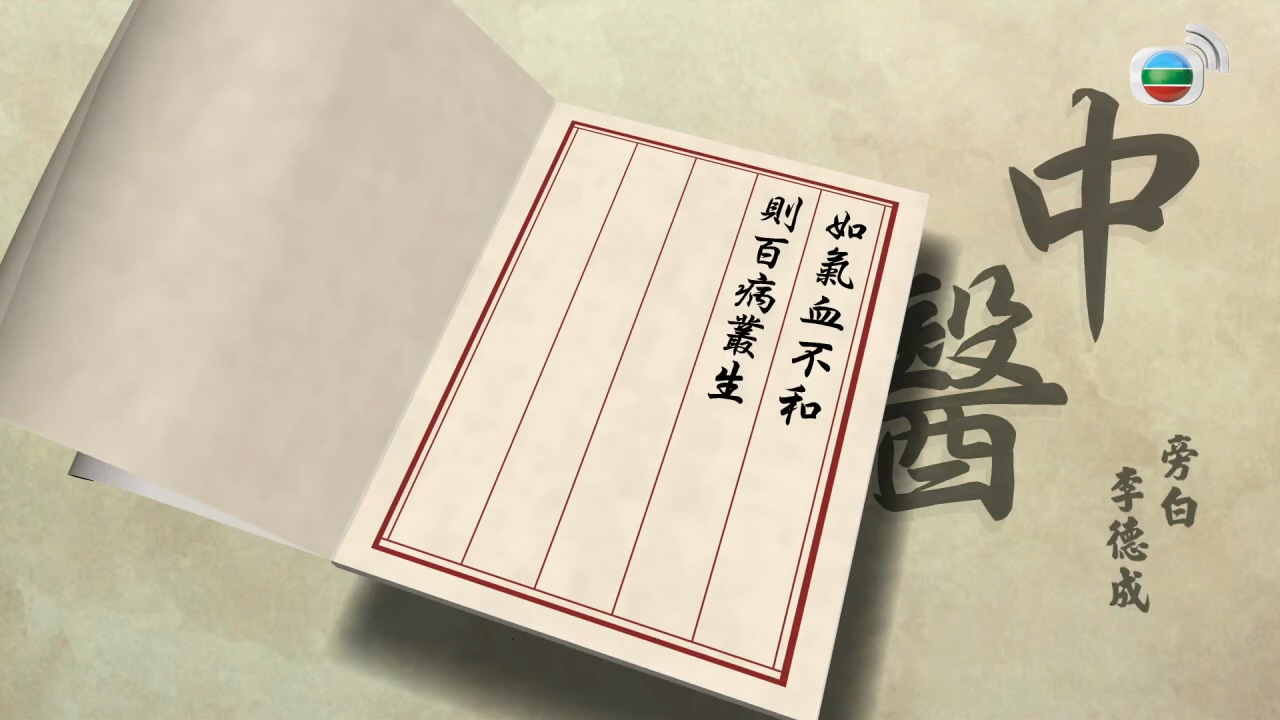 如氣血不和
則百病叢生
中醫
旁白
李德成